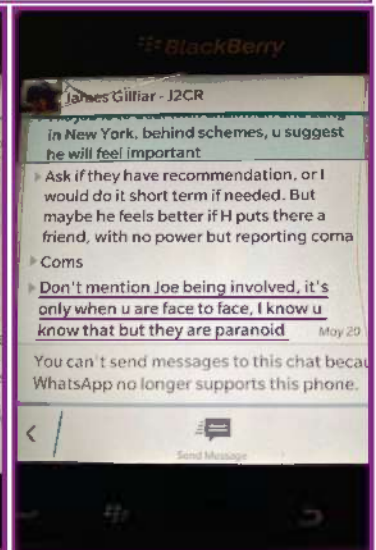 BlackBerry
James Gilliar - J2CR
in New York, behind schemes, u suggest
he will feel important
Ask if they have recommendation, or I
would do it short term if needed. But
maybe he feels better if H puts there a
friend, with no power but reporting coma
Coms
Don't mention Joe being involved, it's
only when u are face to face, I know u
know that but they are paranoid
May 20
You can't send messages to this chat becau
WhatsApp no longer supports this phone.
Send Message